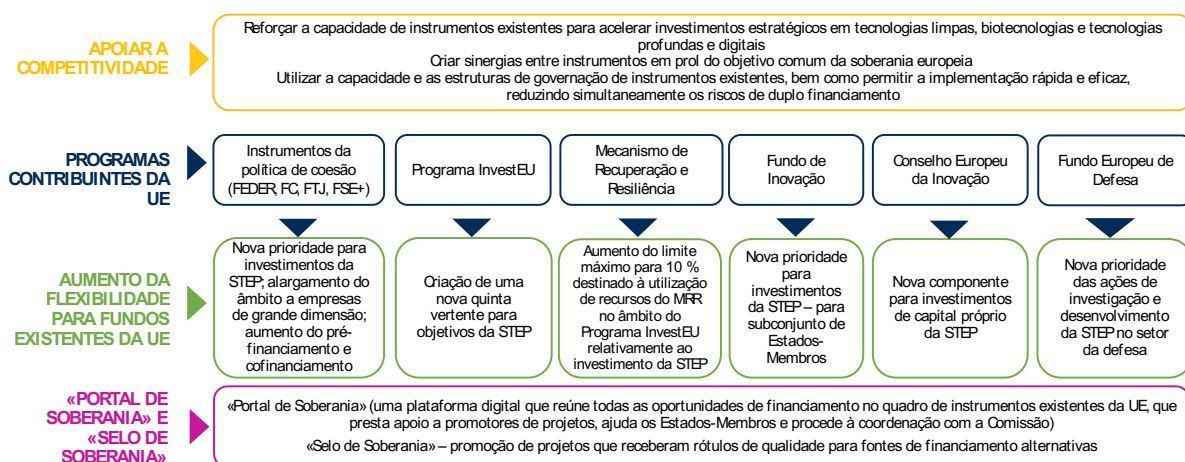 APOIAR A
COMPETITIVIDADE
Reforçar a capacidade de instrumentos existentes para acelerar investimentos estratégicos em tecnologias limpas, biotecnologias e tecnologias
profundas e digitais
Criar sinergias entre instrumentos em prol do objetivo comum da soberania europeia
Utilizar a capacidade e as estruturas de governação de instrumentos existentes, bem como permitir a implementação rápida e eficaz,
reduzindo simultaneamente os riscos de duplo financiamento
PROGRAMAS
CONTRIBUINTES DA
UE
Instrumentos da
política de coesão
(FEDER, FC, FTJ, FSE+)
Programa InvestEU
Mecanismo de
Recuperação e
Resiliência
Fundo de
Inovação
Conselho Europeu
da Inovação
Fundo Europeu de
Defesa
AUMENTO DA
FLEXIBILIDADE
PARA FUNDOS
EXISTENTES DA UE
Nova prioridade para
investimentos da
STEP; alargamento do
âmbito a empresas
de grande dimensão;
aumento do pré-
financiamento e
cofinanciamento
Criação de uma
nova quinta
vertente para
objetivos da STEP
Aumento do limite
máximo para 10 %
destinado à utilização
de recursos do MRR
no âmbito do
Programa InvestEU
relativamente ao
investimento da STEP
Nova prioridade
para
investimentos
da STEP – para
subconjunto de
Estados-
Membros
Nova componente
para investimentos
de capital próprio da
STEP
Nova prioridade
das ações de
investigação e
desenvolvimento
da STEP no setor
da defesa
«PORTAL DE
SOBERANIA» E
«SELO DE
SOBERANIA»
«Portal de Soberania» (uma plataforma digital que reúne todas as oportunidades de financiamento no quadro de instrumentos existentes da UE, que
presta apoio a promotores de projetos, ajuda os Estados-Membros e procede à coordenação com a Comissão)
«Selo de Soberania» – promoção de projetos que receberam rótulos de qualidade para fontes de financiamento alternativas